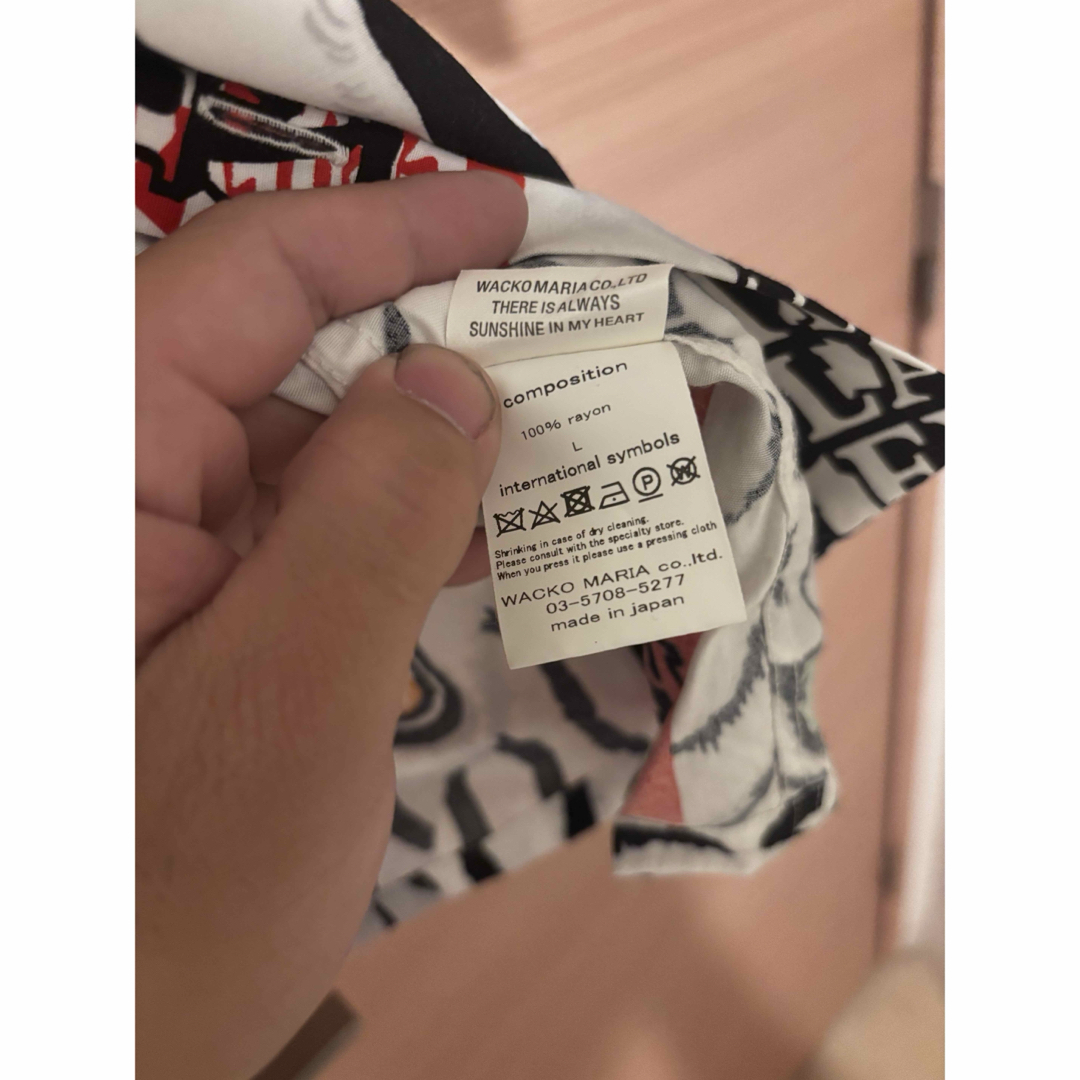 WACKO MARIA CO.,LTD
THERE IS ALWAYS
SUNSHINE IN MY HEART
composition
100% rayon
L
international symbols
P W
Shrinking in case of dry cleaning.
Please consult with the specialty store.
When you press it please use a pressing cloth
WACKO MARIA co.,ltd.
03-5708-5277
made in japan
LA